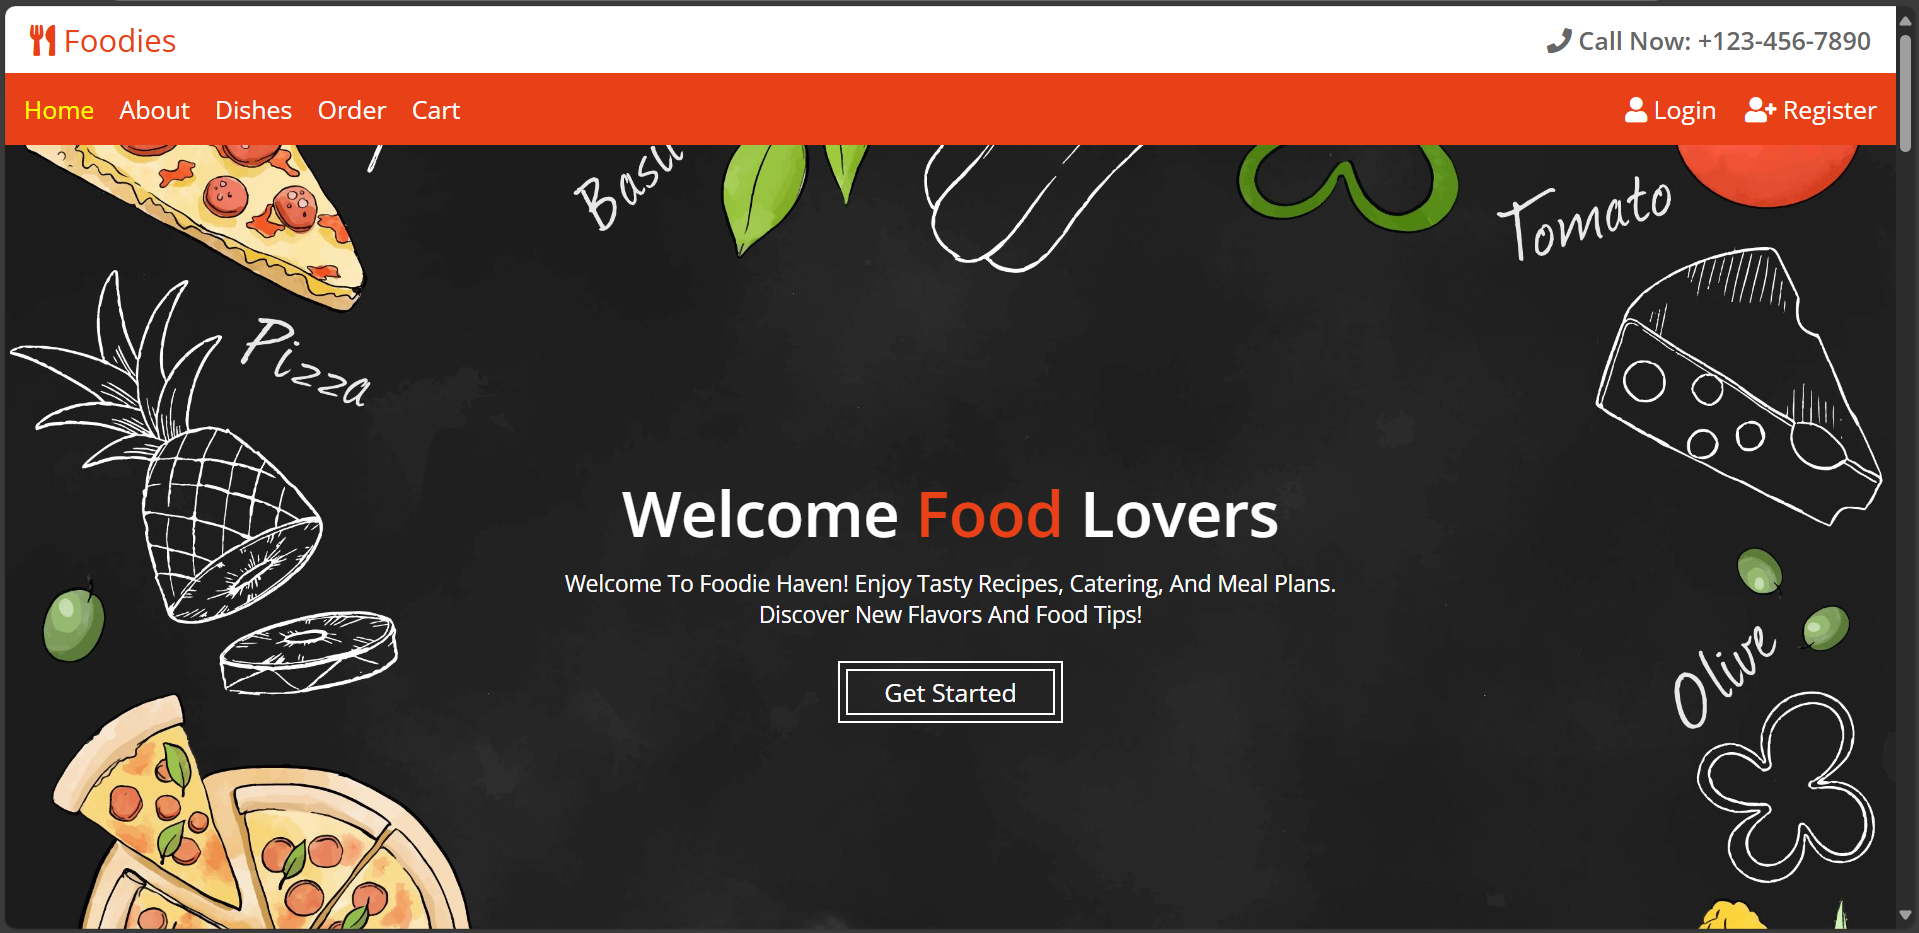 Foodies
Call Now: +123-456-7890
Home About Dishes Order Cart
Login Register
Basil
Tomato
Pizza
Welcome Food Lovers
Welcome To Foodie Haven! Enjoy Tasty Recipes, Catering, And Meal Plans.
Discover New Flavors And Food Tips!
Olive
Get Started